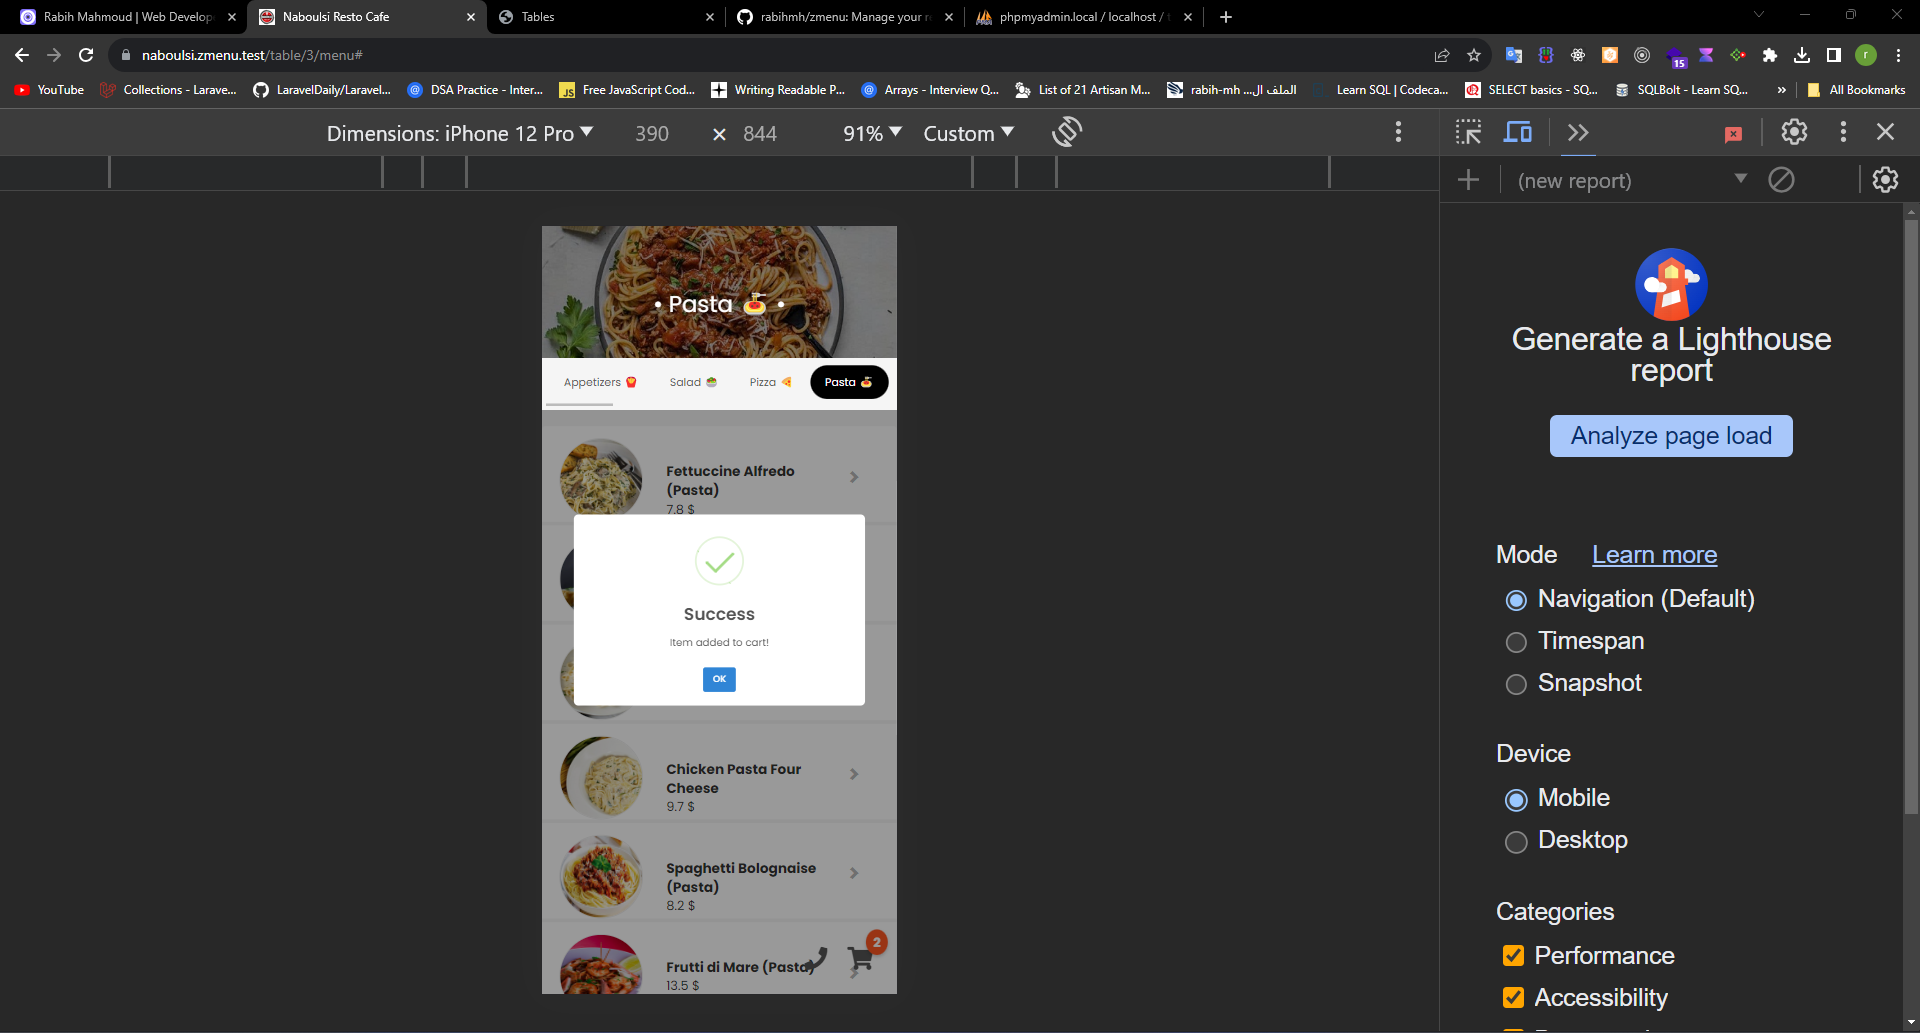 Rabih Mahmoud | Web Develop
Naboulsi Resto Cafe
Tables
rabihmh/zmenu: Manage your r
phpmyadmin.local / localhost /
naboulsi.zmenu.test/table/3/menu#
15
r
YouTube
Collections - Larave...
LaravelDaily/Laravel...
DSA Practice - Inter...
JS
Free JavaScript Cod...
Writing Readable P...
Arrays - Interview Q...
List of 21 Artisan M...
rabih-mh ...الملف ال
Learn SQL | Codeca...
SELECT basics - SQ...
SQLBolt - Learn SQ...
»
All Bookmarks
Dimensions: iPhone 12 Pro
390 × 844
91%
Custom
(new report)
• Pasta 🍝 •
Appetizers 🍟
Salad 🥗
Pizza 🍕
Pasta 🍝
Fettuccine Alfredo
(Pasta)
7.8 $
Success
Item added to cart!
OK
Chicken Pasta Four
Cheese
9.7 $
Spaghetti Bolognaise
(Pasta)
8.2 $
2
Frutti di Mare (Pasta)
13.5 $
Generate a Lighthouse
report
Analyze page load
Mode
Learn more
Navigation (Default)
Timespan
Snapshot
Device
Mobile
Desktop
Categories
Performance
Accessibility